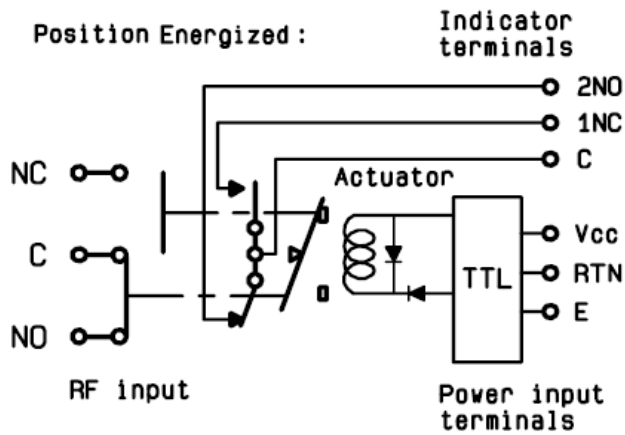 Position Energized :
Indicator
terminals
2NO
1NC
C
NC
Actuator
C
Vcc
TTL
RTN
E
NO
RF input
Power input
terminals